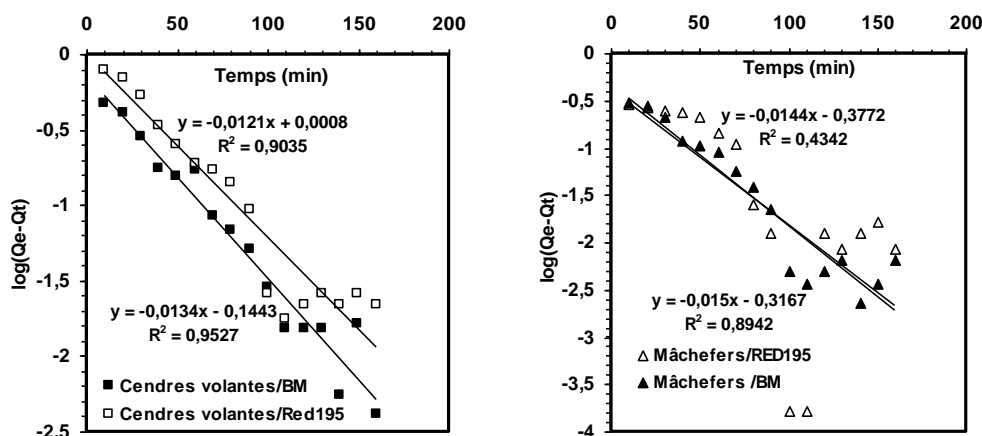 0 50 100 150 200
0
Temps (min)
y = -0,0121x + 0,0008
R² = 0,9035
-0,5
-1
log(Qe-Qt)
-1,5
y = -0,0134x - 0,1443
R² = 0,9527
-2
Cendres volantes/BM
Cendres volantes/Red195
-2,5
0 50 100 150 200
0
Temps (min)
-0,5
y = -0,0144x - 0,3772
R² = 0,4342
-1
-1,5
log(Qe-Qt)
-2
-2,5
y = -0,015x - 0,3167
R² = 0,8942
-3
Mâchefers/RED195
Mâchefers /BM
-3,5
-4